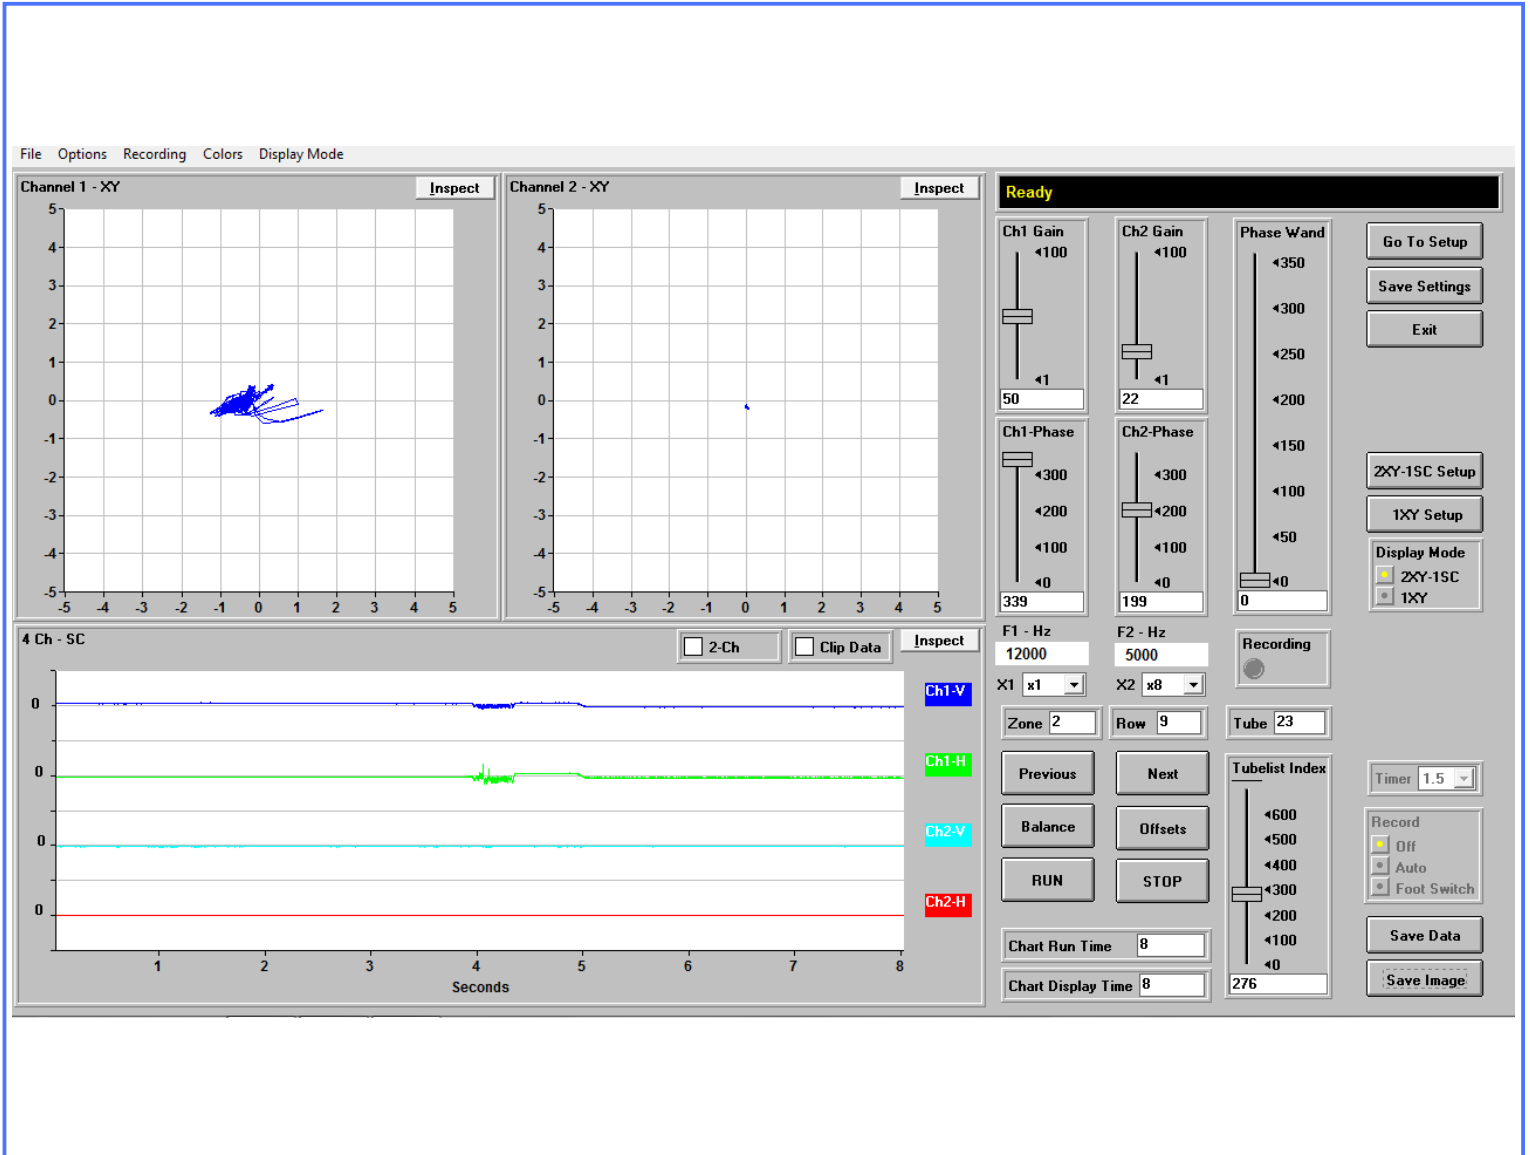 File Options Recording Colors Display Mode
Channel 1 - XY Inspect
5
4
3
2
1
0
-1
-2
-3
-4
-5
-5 -4 -3 -2 -1 0 1 2 3 4 5
Channel 2 - XY Inspect
5
4
3
2
1
0
-1
-2
-3
-4
-5
-5 -4 -3 -2 -1 0 1 2 3 4 5
4 Ch - SC 2-Ch Clip Data Inspect
0
0
0
0
1 2 3 4 5 6 7 8
Seconds
Ch1-V
Ch1-H
Ch2-V
Ch2-H
Ready
Ch1 Gain
100
1
50
Ch2 Gain
100
1
22
Phase Wand
350
300
250
200
150
100
50
0
0
Ch1-Phase
300
200
100
0
339
Ch2-Phase
300
200
100
0
199
Go To Setup
Save Settings
Exit
2XY-1SC Setup
1XY Setup
Display Mode
2XY-1SC
1XY
F1 - Hz
12000
F2 - Hz
5000
Recording
X1 x1
X2 x8
Zone 2
Row 9
Tube 23
Previous Next
Balance Offsets
RUN STOP
Chart Run Time 8
Chart Display Time 8
Tubelist Index
600
500
400
300
200
100
0
276
Timer 1.5
Record
Off
Auto
Foot Switch
Save Data
Save Image